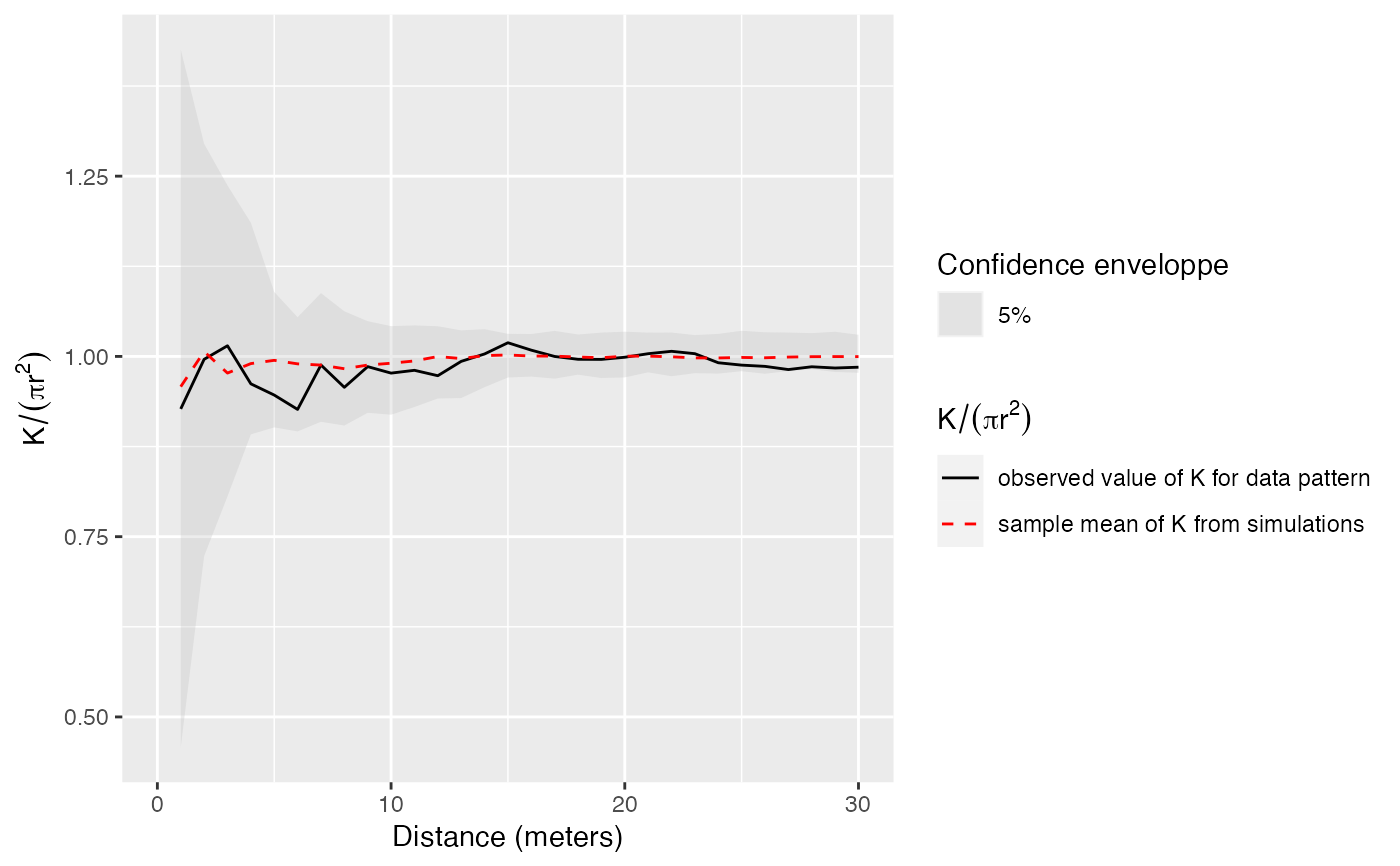 1.25
1.00
0.75
0.50
K/(πr²)
0 10 20 30
Distance (meters)
Confidence enveloppe
5%
K/(πr²)
observed value of K for data pattern
sample mean of K from simulations